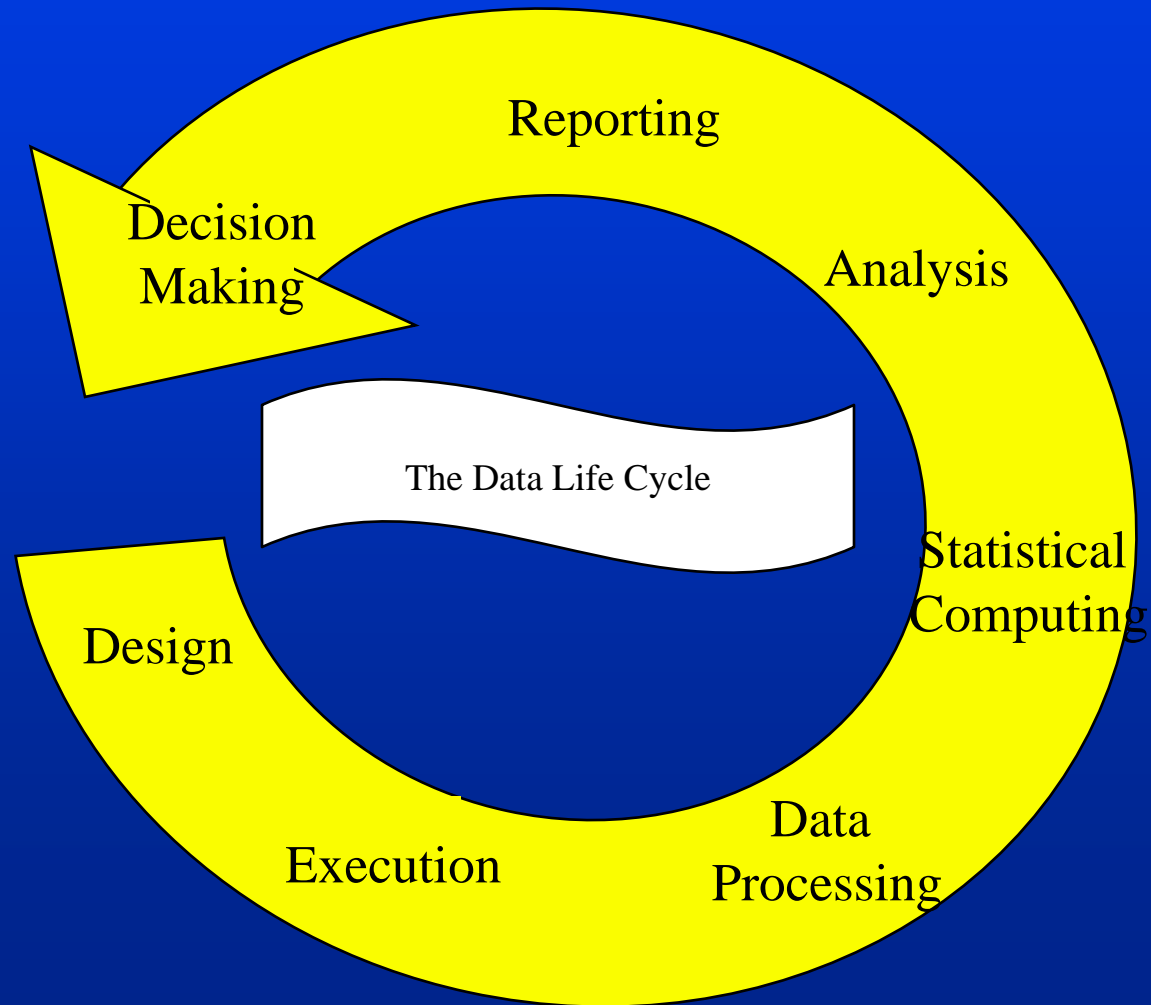 Reporting
Decision
Making
Analysis
The Data Life Cycle
Statistical
Computing
Design
Data
Processing
Execution